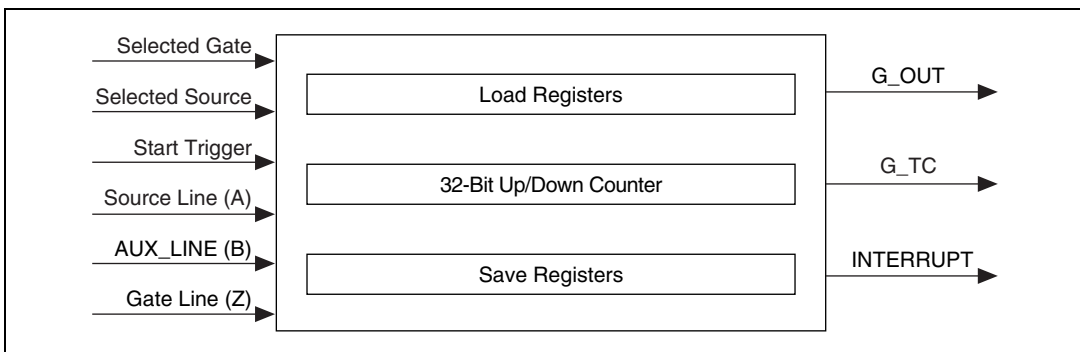 Selected Gate
Selected Source
Start Trigger
Source Line (A)
AUX_LINE (B)
Gate Line (Z)
Load Registers
32-Bit Up/Down Counter
Save Registers
G_OUT
G_TC
INTERRUPT